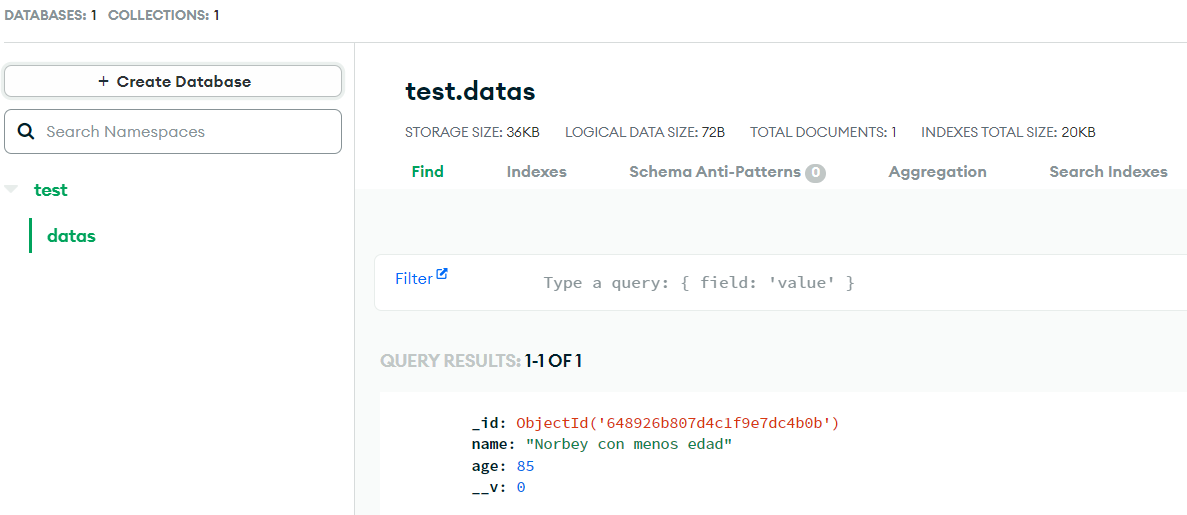 DATABASES: 1 COLLECTIONS: 1
+ Create Database
Search Namespaces
test
datas
test.datas
STORAGE SIZE: 36KB LOGICAL DATA SIZE: 72B TOTAL DOCUMENTS: 1 INDEXES TOTAL SIZE: 20KB
Find Indexes Schema Anti-Patterns 0 Aggregation Search Indexes
Filter Type a query: { field: 'value' }
QUERY RESULTS: 1-1 OF 1
_id: ObjectId('648926b807d4c1f9e7dc4b0b')
name: "Norbey con menos edad"
age: 85
__v: 0